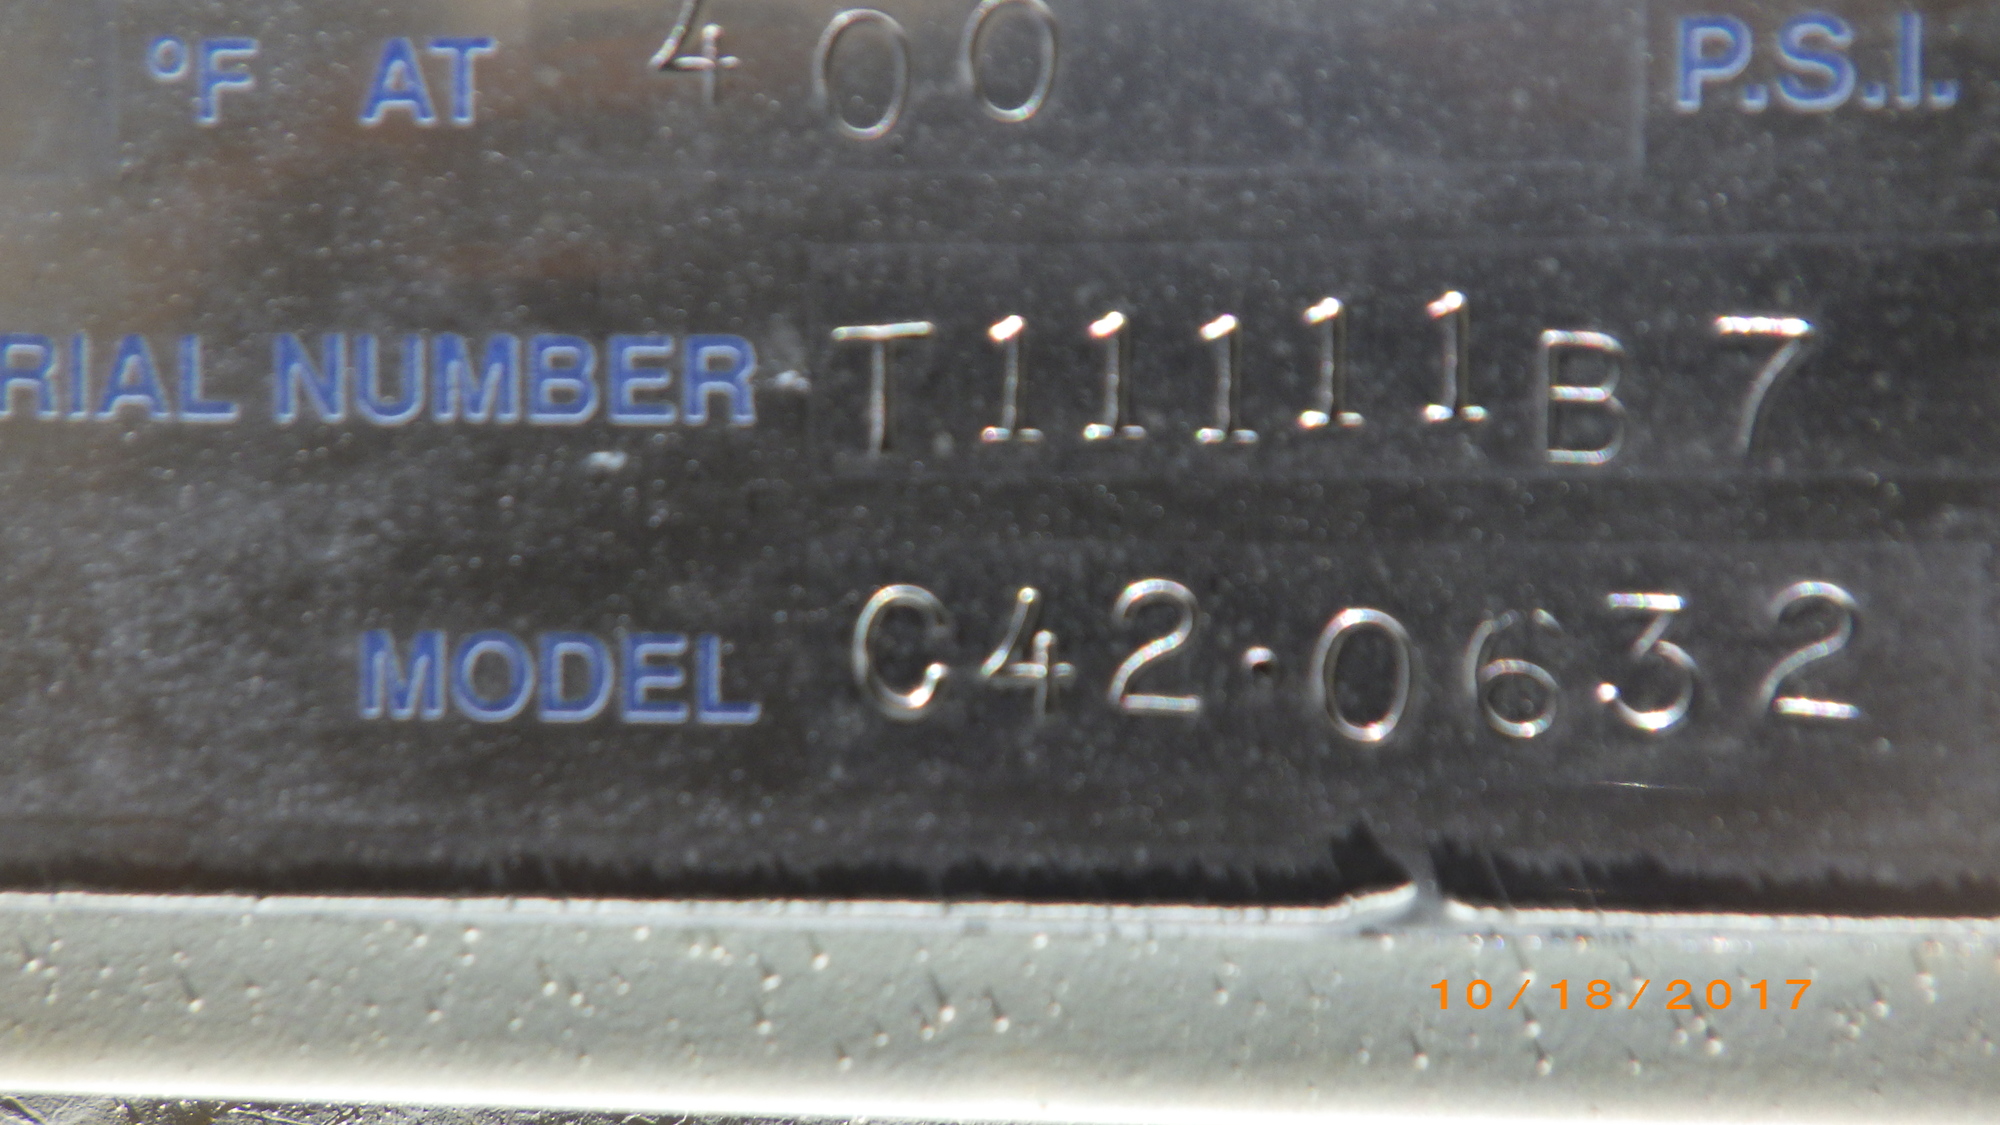 °F AT 400 P.S.I.
RIAL NUMBER T11111B7
MODEL C42·0632
10/18/2017